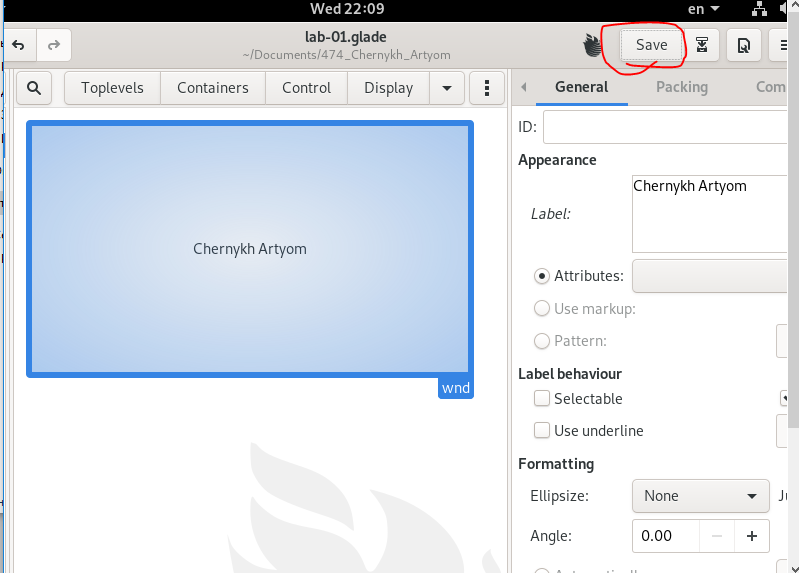 Wed 22:09
en
lab-01.glade
~/Documents/474_Chernykh_Artyom
Save
Toplevels Containers Control Display
General Packing Com
ID:
Appearance
Chernykh Artyom
Label:
Chernykh Artyom
Attributes:
Use markup:
Pattern:
Label behaviour
wnd
Selectable
Use underline
Formatting
Ellipsize: None
Angle: 0.00